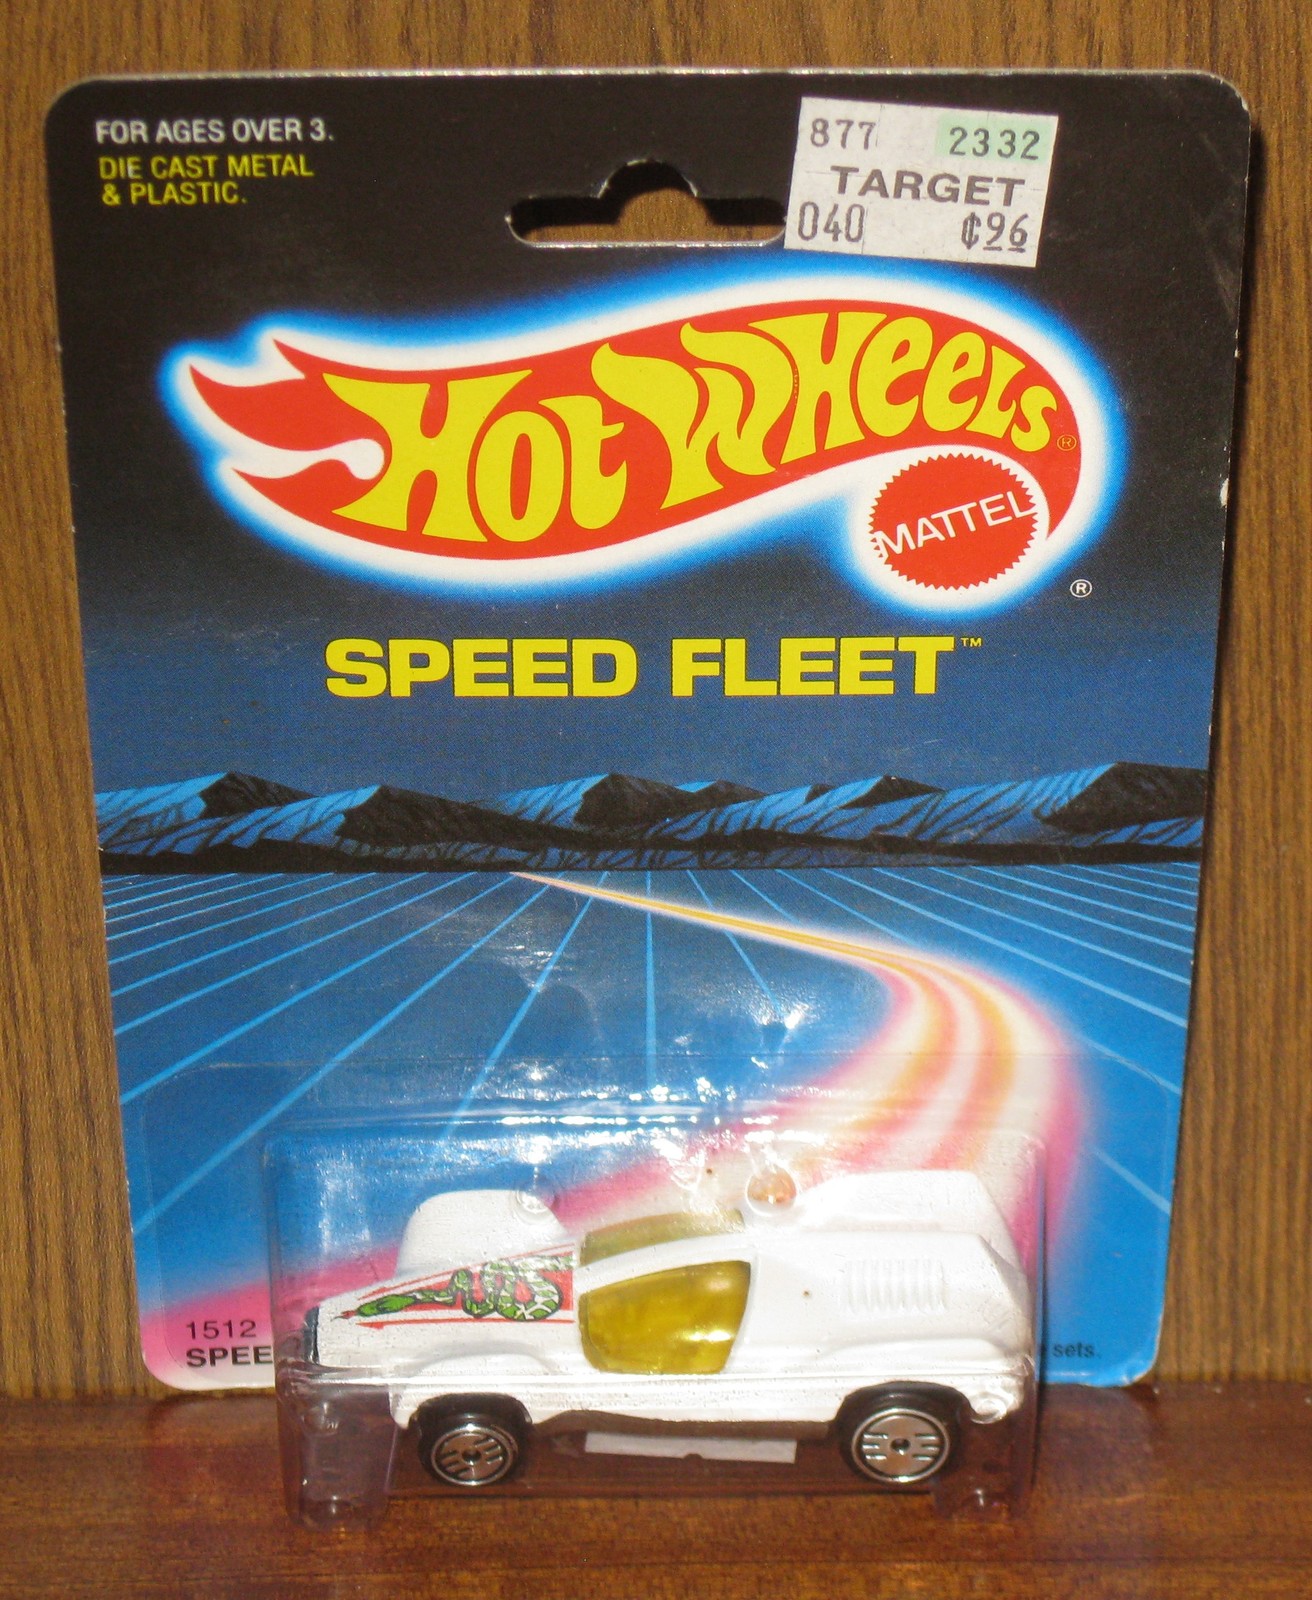 FOR AGES OVER 3.
DIE CAST METAL
& PLASTIC.
877 2332
TARGET
040 ¢96
HOT WHEELS®
MATTEL
®
SPEED FLEET™
1512
SPEE
sets.